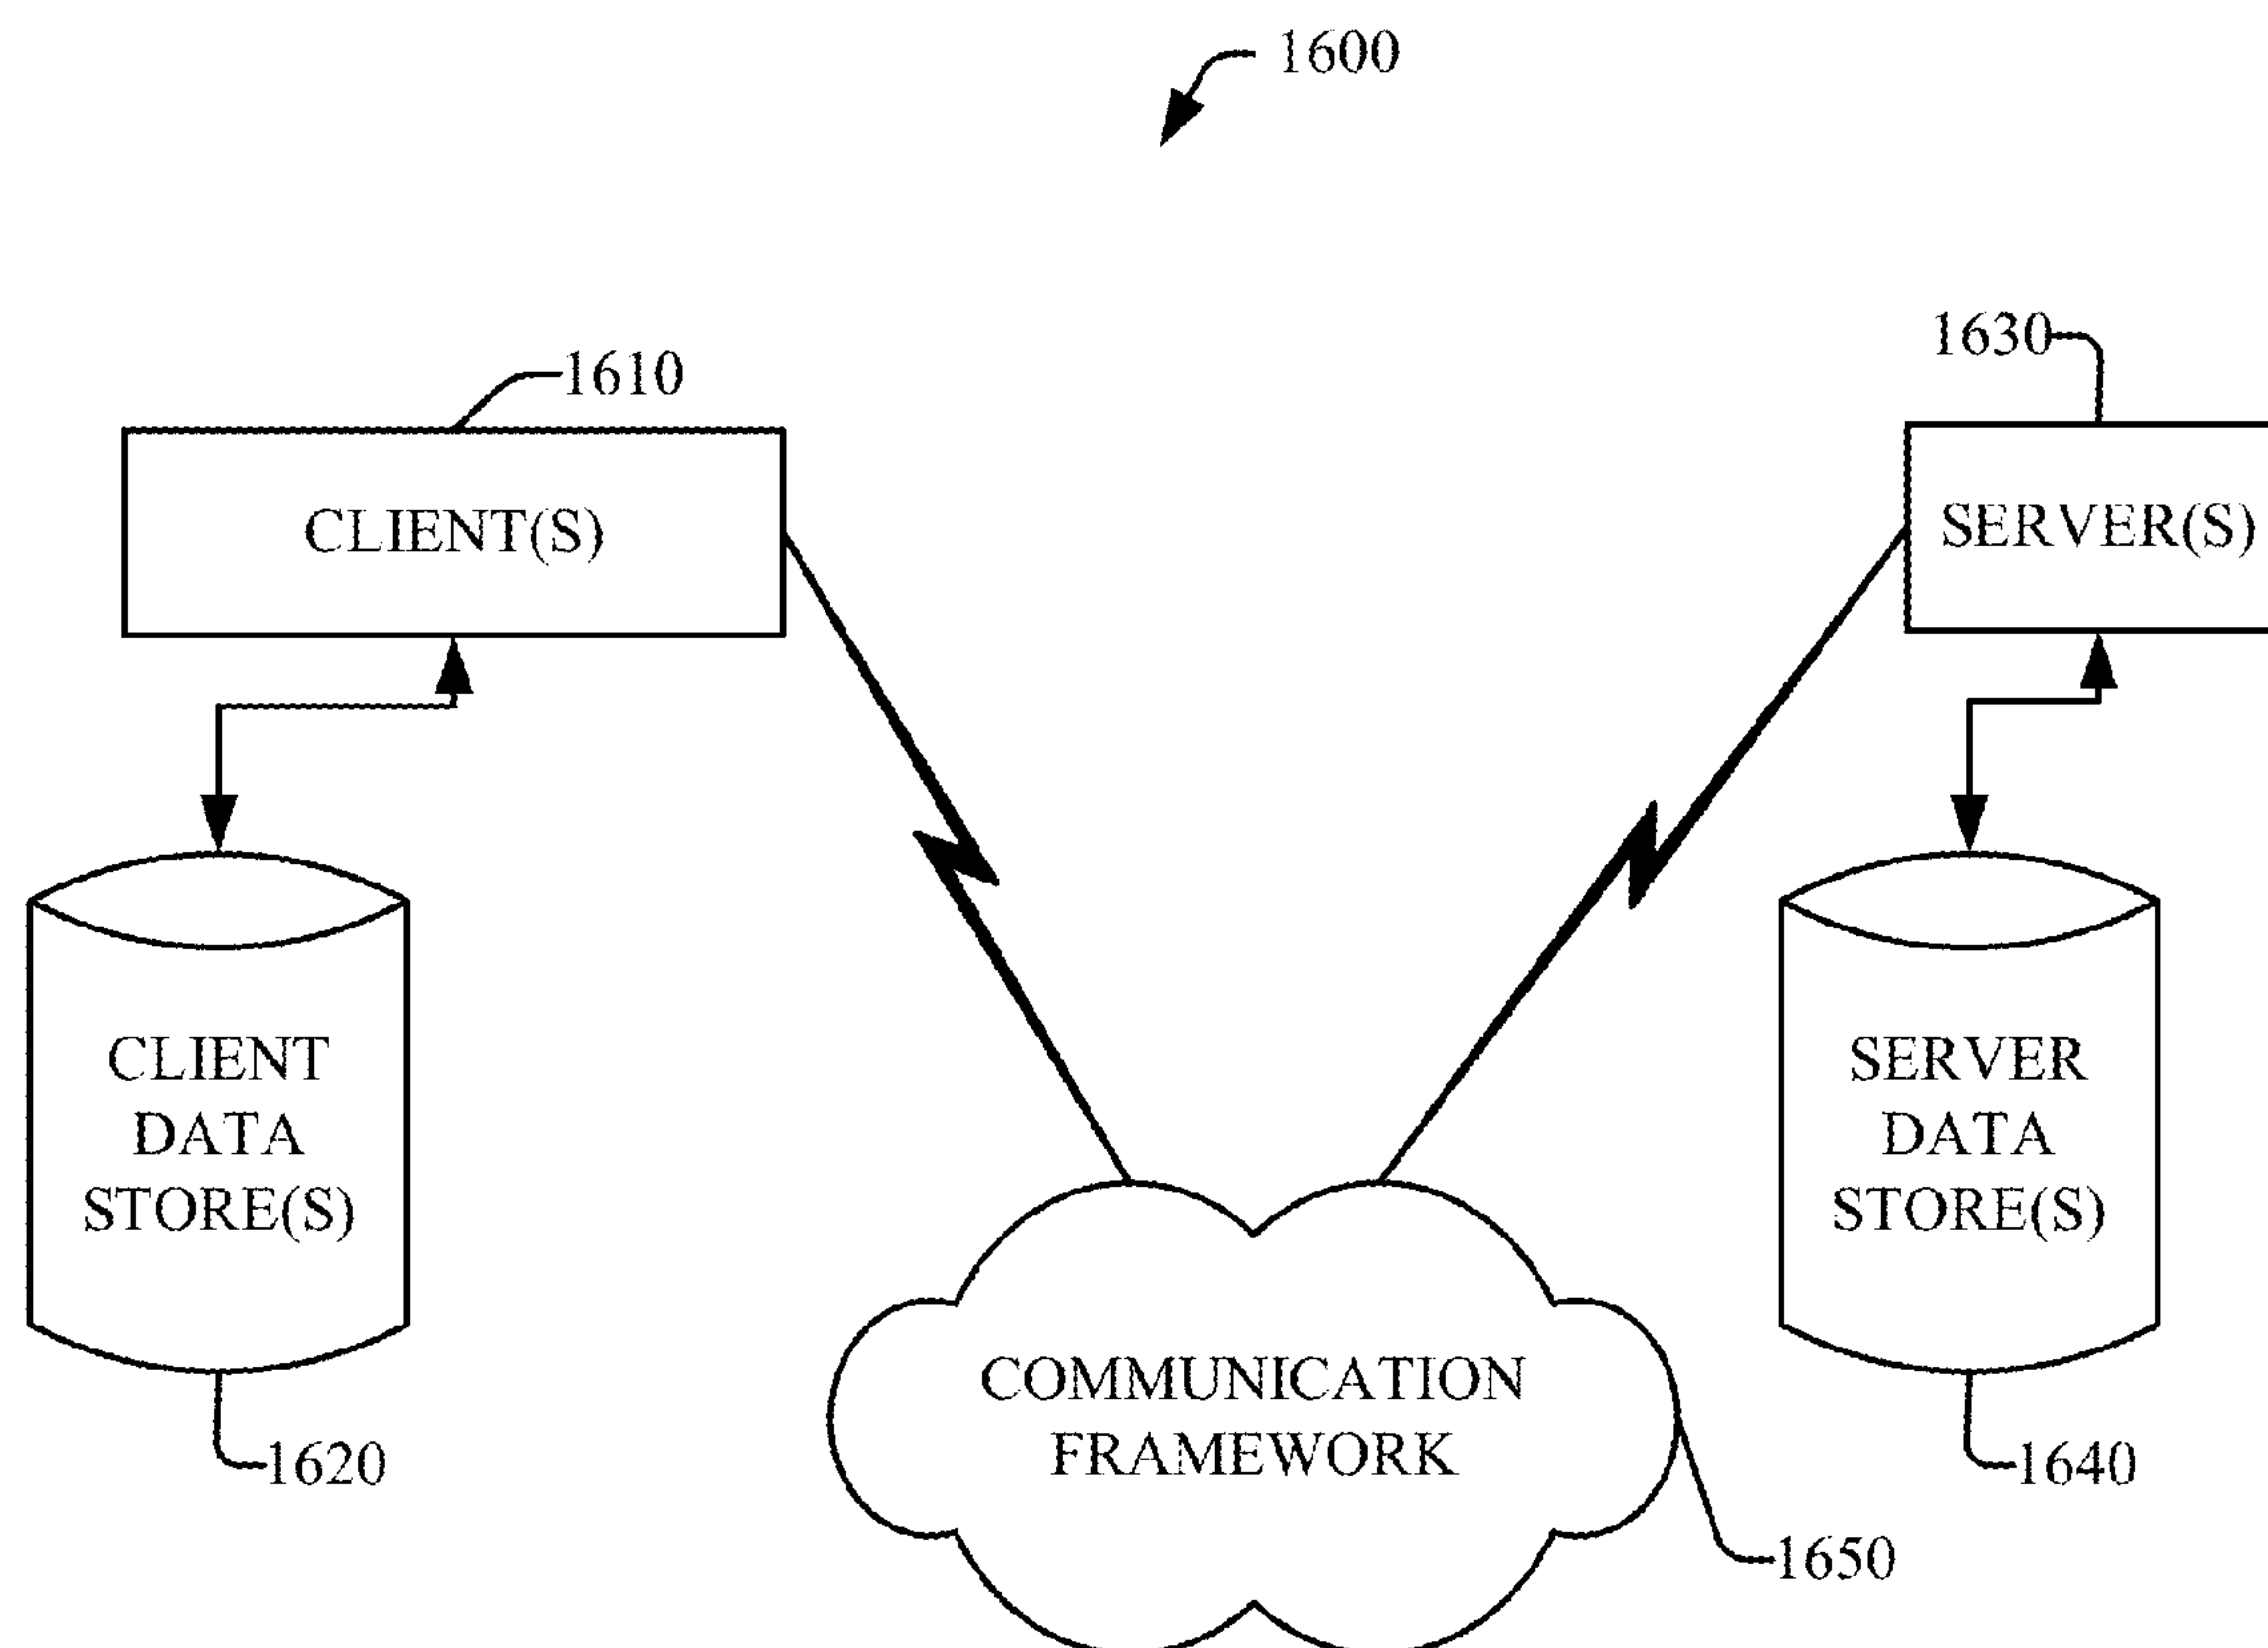 1600
1610
1630
CLIENT(S)
SERVER(S)
CLIENT
DATA
STORE(S)
SERVER
DATA
STORE(S)
COMMUNICATION
FRAMEWORK
1620
1640
1650